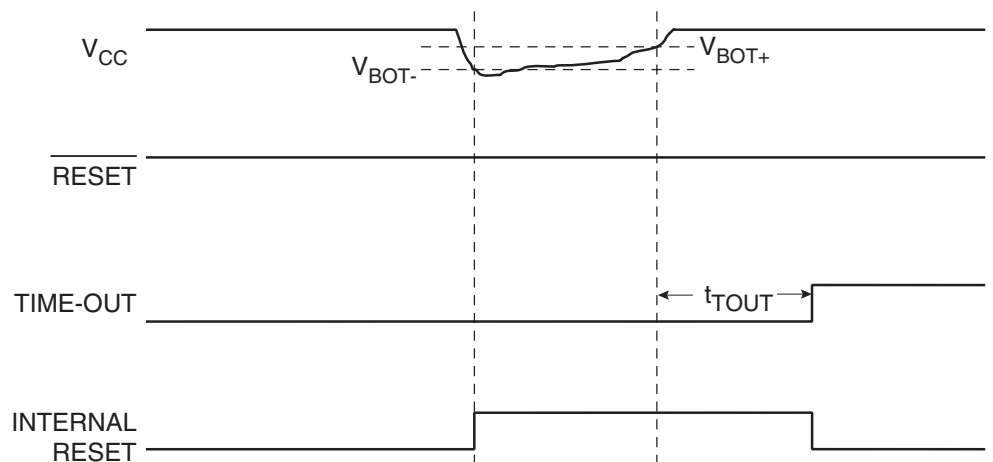 VCC
VBOT-
VBOT+
RESET
TIME-OUT
tTOUT
INTERNAL
RESET